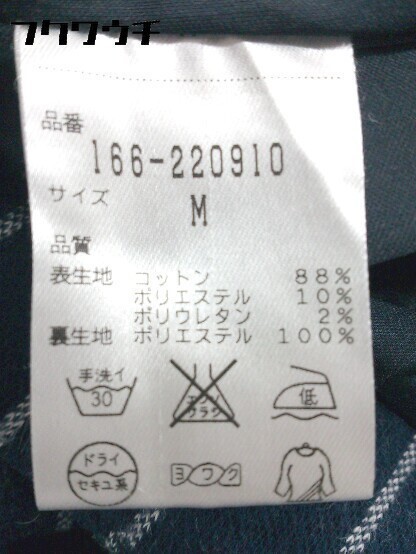 フクワウチ
品番
166-220910
サイズ
M
品質
表生地 コットン 88%
ポリエステル 10%
ポリウレタン 2%
裏生地 ポリエステル 100%
手洗イ
30
エンソ
サラシ
低
ドライ
セキユ系
ヨワク